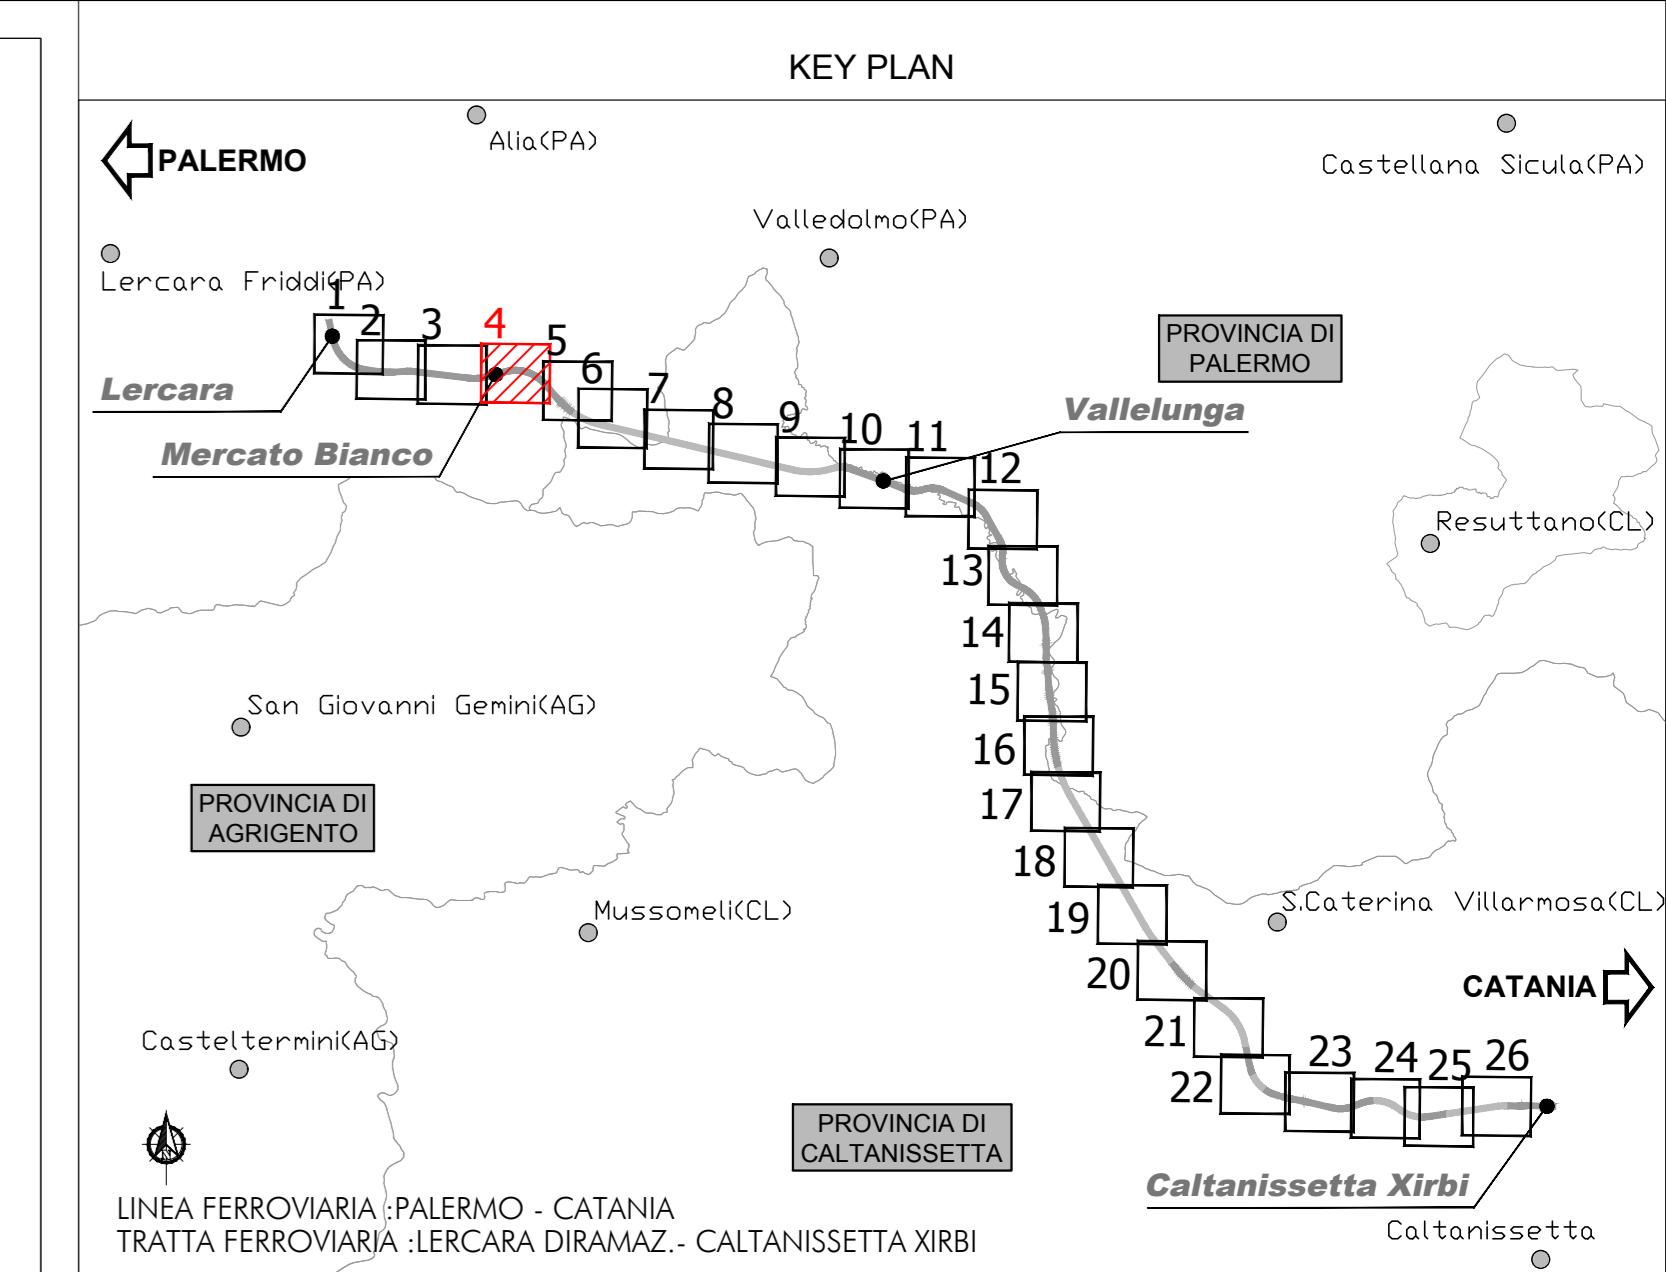 KEY PLAN
Alia(PA)
PALERMO
Castellana Sicula(PA)
Valledolmo(PA)
Lercara Friddi(PA)
1
2
3
4
5
6
7
8
9
10
11
12
PROVINCIA DI
PALERMO
Lercara
Vallelunga
Mercato Bianco
Resuttano(CL)
13
14
15
16
17
18
19
20
21
22
23
24
25
26
San Giovanni Gemini(AG)
PROVINCIA DI
AGRIGENTO
Mussomeli(CL)
S.Caterina Villarmosa(CL)
CATANIA
Casteltermini(AG)
PROVINCIA DI
CALTANISSETTA
Caltanissetta Xirbi
Caltanissetta
LINEA FERROVIARIA :PALERMO - CATANIA
TRATTA FERROVIARIA :LERCARA DIRAMAZ.- CALTANISSETTA XIRBI